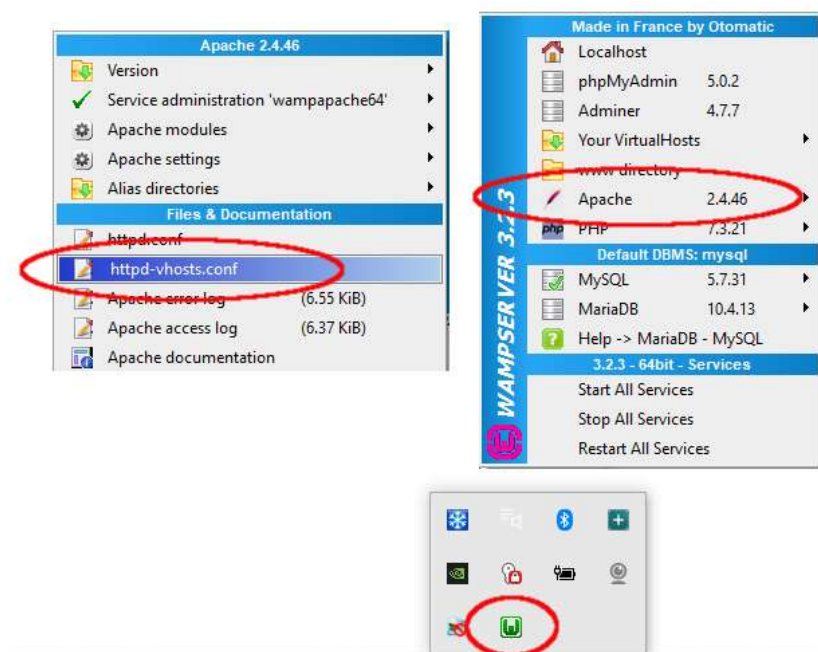 Apache 2.4.46
Version
Service administration 'wampapache64'
Apache modules
Apache settings
Alias directories
Files & Documentation
httpd.conf
httpd-vhosts.conf
Apache error log (6.55 KiB)
Apache access log (6.37 KiB)
Apache documentation
WAMPSERVER 3.2.3
Made in France by Otomatic
Localhost
phpMyAdmin 5.0.2
Adminer 4.7.7
Your VirtualHosts
www directory
Apache 2.4.46
php PHP 7.3.21
Default DBMS: mysql
MySQL 5.7.31
MariaDB 10.4.13
Help -> MariaDB - MySQL
3.2.3 - 64bit - Services
Start All Services
Stop All Services
Restart All Services